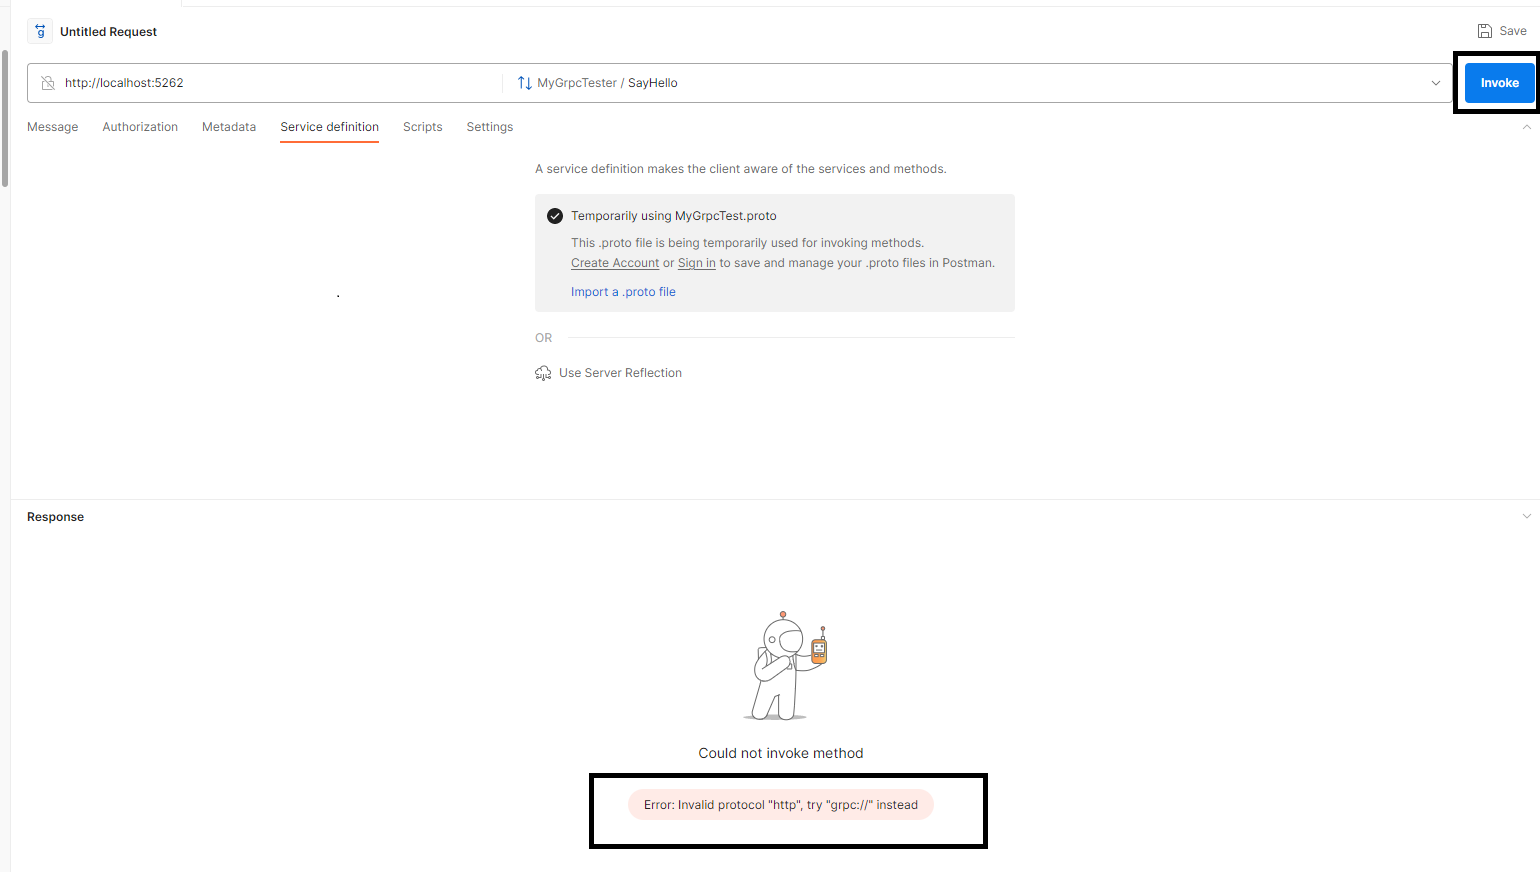 g Untitled Request
Save
http://localhost:5262
MyGrpcTester / SayHello
Invoke
Message Authorization Metadata Service definition Scripts Settings
A service definition makes the client aware of the services and methods.
Temporarily using MyGrpcTest.proto
This .proto file is being temporarily used for invoking methods.
Create Account or Sign in to save and manage your .proto files in Postman.
Import a .proto file
OR
Use Server Reflection
Response
Could not invoke method
Error: Invalid protocol "http", try "grpc://" instead